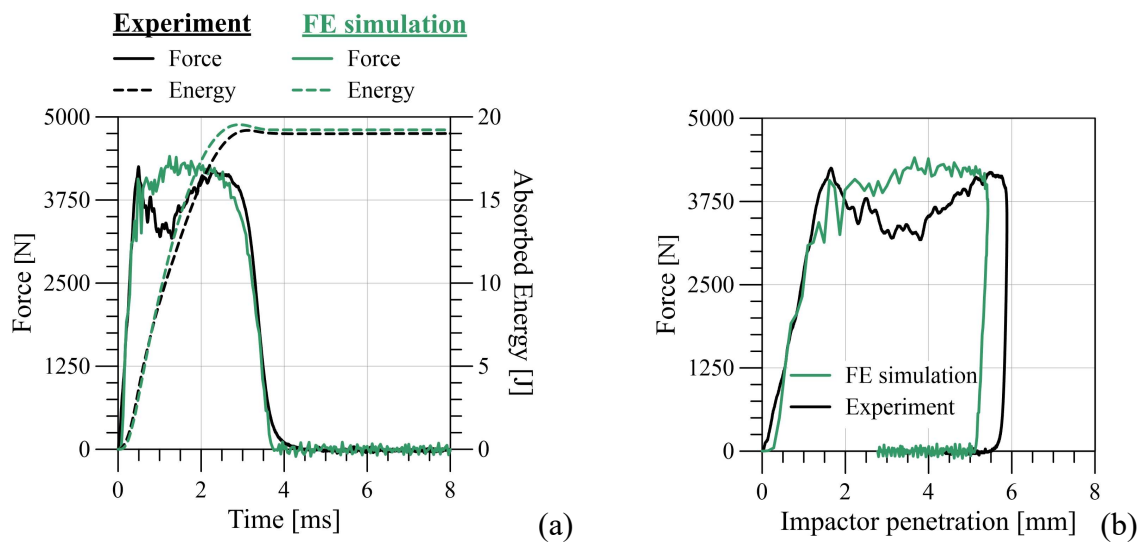 Experiment FE simulation
Force Force
Energy Energy
5000 20
3750 15
2500 10
1250 5
0 0
0 2 4 6 8
Force [N]
Absorbed Energy [J]
Time [ms]
(a)
5000
3750
2500
1250
0
0 2 4 6 8
Force [N]
FE simulation
Experiment
Impactor penetration [mm]
(b)